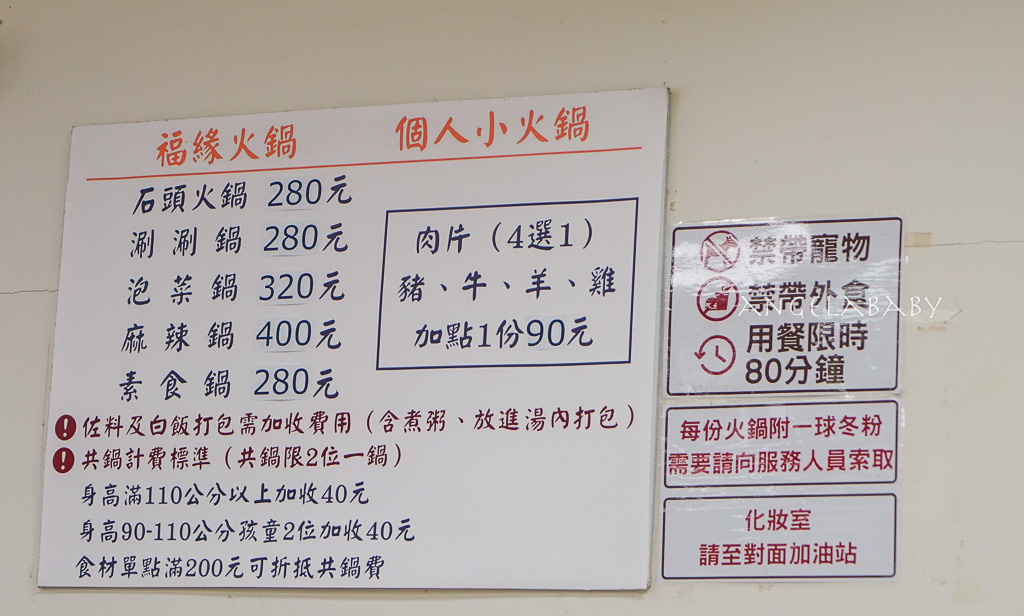 福緣火鍋 個人小火鍋
石頭火鍋 280元
涮涮鍋 280元
泡菜鍋 320元
麻辣鍋 400元
素食鍋 280元
肉片（4選1）
豬、牛、羊、雞
加點1份90元
佐料及白飯打包需加收費用（含煮粥、放進湯內打包）
共鍋計費標準（共鍋限2位一鍋）
身高滿110公分以上加收40元
身高90-110公分孩童2位加收40元
食材單點滿200元可折抵共鍋費
禁帶寵物
禁帶外食
ANGELABABY
用餐限時
80分鐘
每份火鍋附一球冬粉
需要請向服務人員索取
化妝室
請至對面加油站